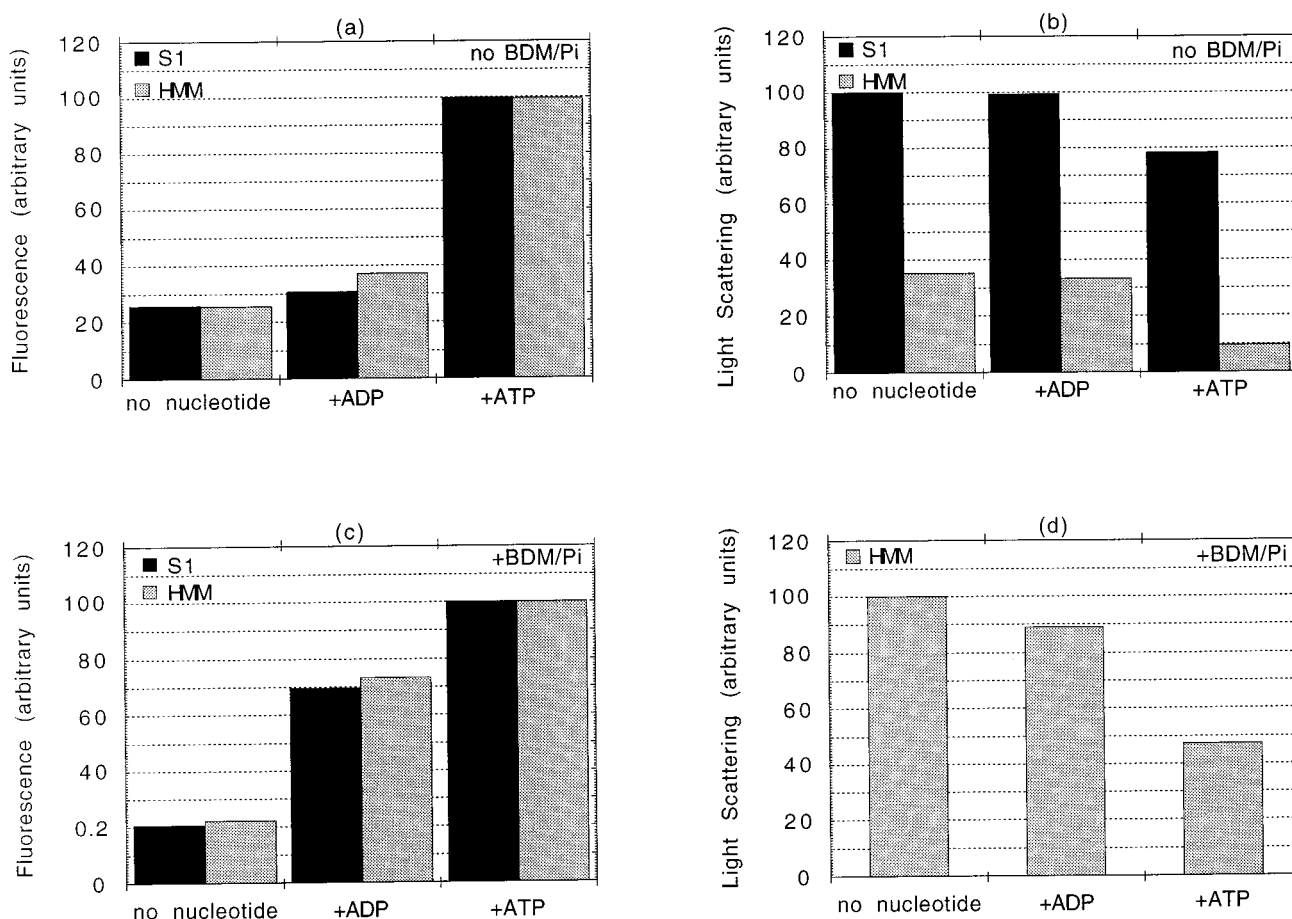 (a)
Fluorescence (arbitrary units)
120
100
80
60
40
20
0
S1
HMM
no BDM/Pi
no nucleotide
+ADP
+ATP
(b)
Light Scattering (arbitrary units)
120
100
80
60
40
20
0
S1
HMM
no BDM/Pi
no nucleotide
+ADP
+ATP
(c)
Fluorescence (arbitrary units)
120
100
80
60
40
0.2
0
S1
HMM
+BDM/Pi
no nucleotide
+ADP
+ATP
(d)
Light Scattering (arbitrary units)
120
100
80
60
40
20
0
HMM
+BDM/Pi
no nucleotide
+ADP
+ATP